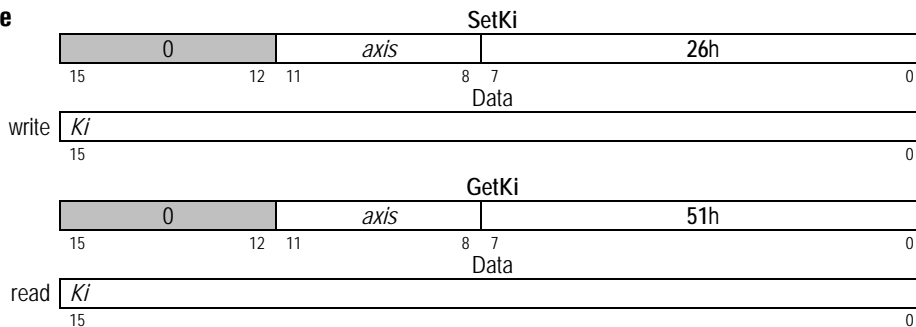 e
SetKi
0 axis 26h
15 12 11 8 7 0
Data
write Ki
15 0
GetKi
0 axis 51h
15 12 11 8 7 0
Data
read Ki
15 0